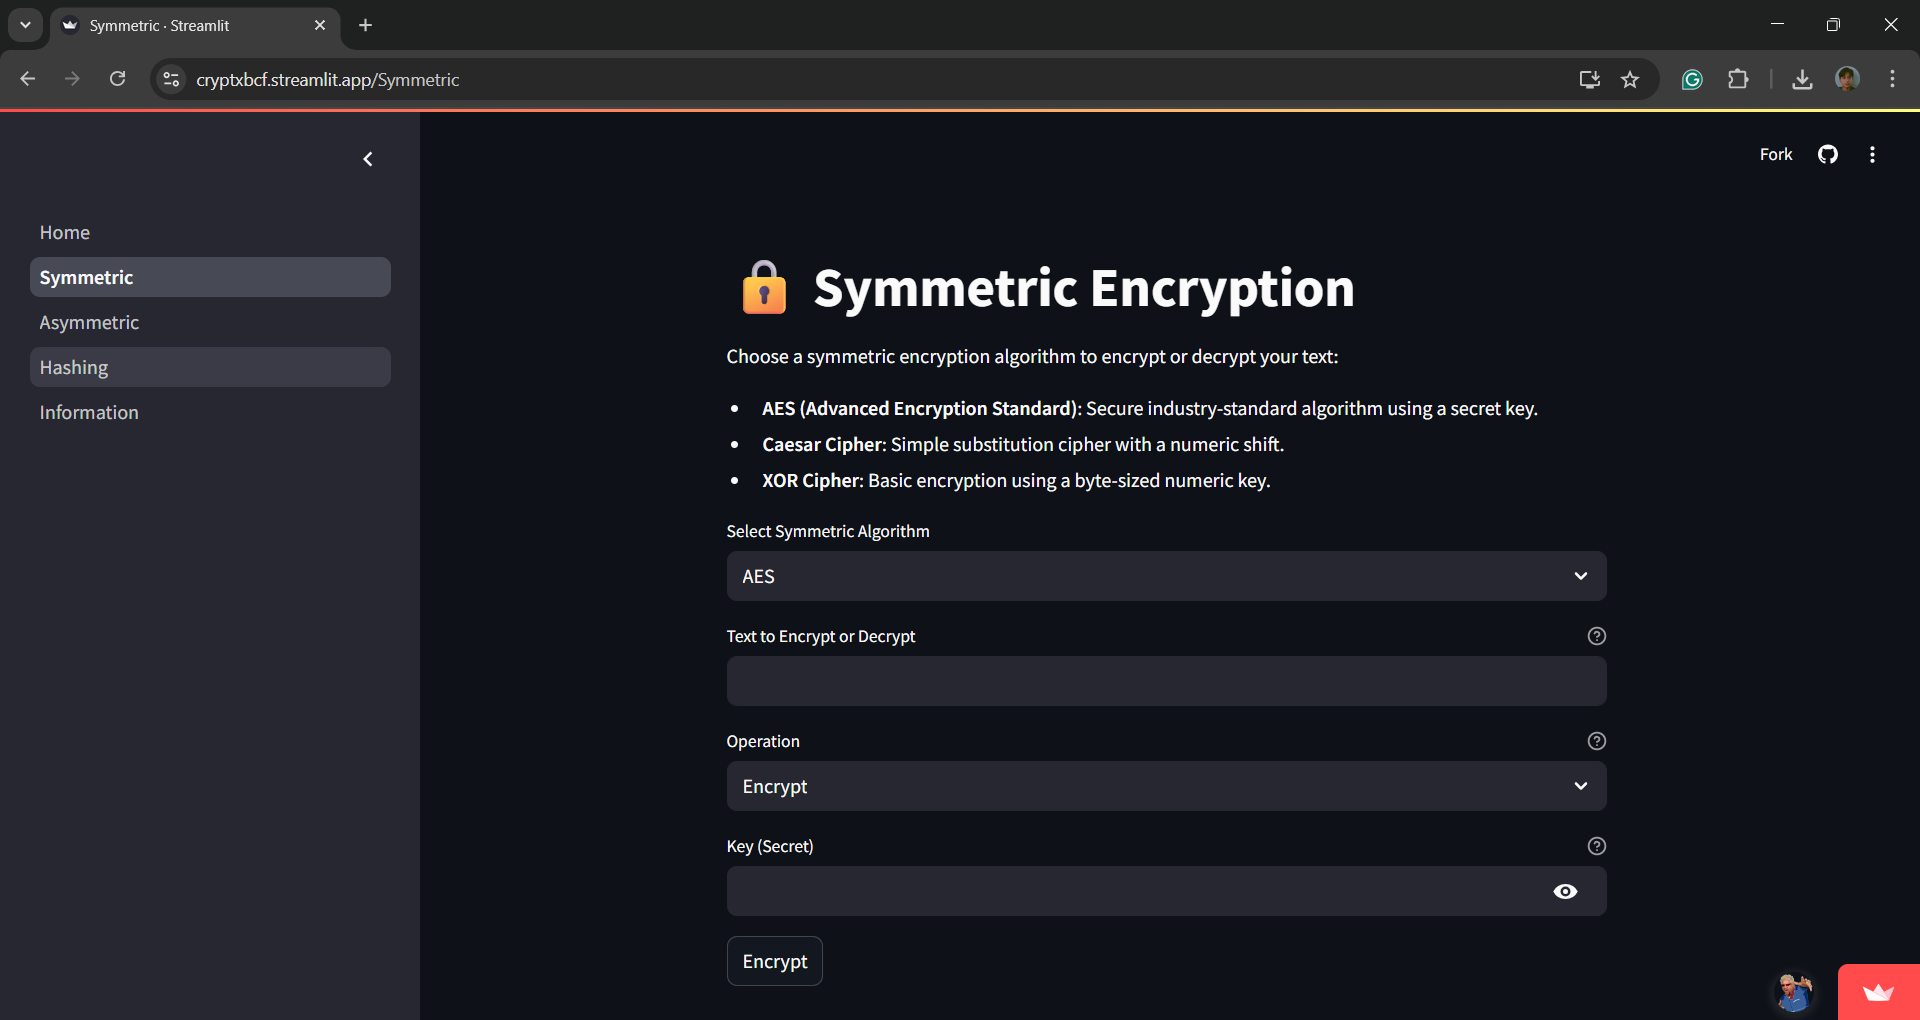 Symmetric · Streamlit
cryptxbcf.streamlit.app/Symmetric
Fork
Home
Symmetric
Asymmetric
Hashing
Information
Symmetric Encryption
Choose a symmetric encryption algorithm to encrypt or decrypt your text:
• AES (Advanced Encryption Standard): Secure industry-standard algorithm using a secret key.
• Caesar Cipher: Simple substitution cipher with a numeric shift.
• XOR Cipher: Basic encryption using a byte-sized numeric key.
Select Symmetric Algorithm
AES
Text to Encrypt or Decrypt
Operation
Encrypt
Key (Secret)
Encrypt